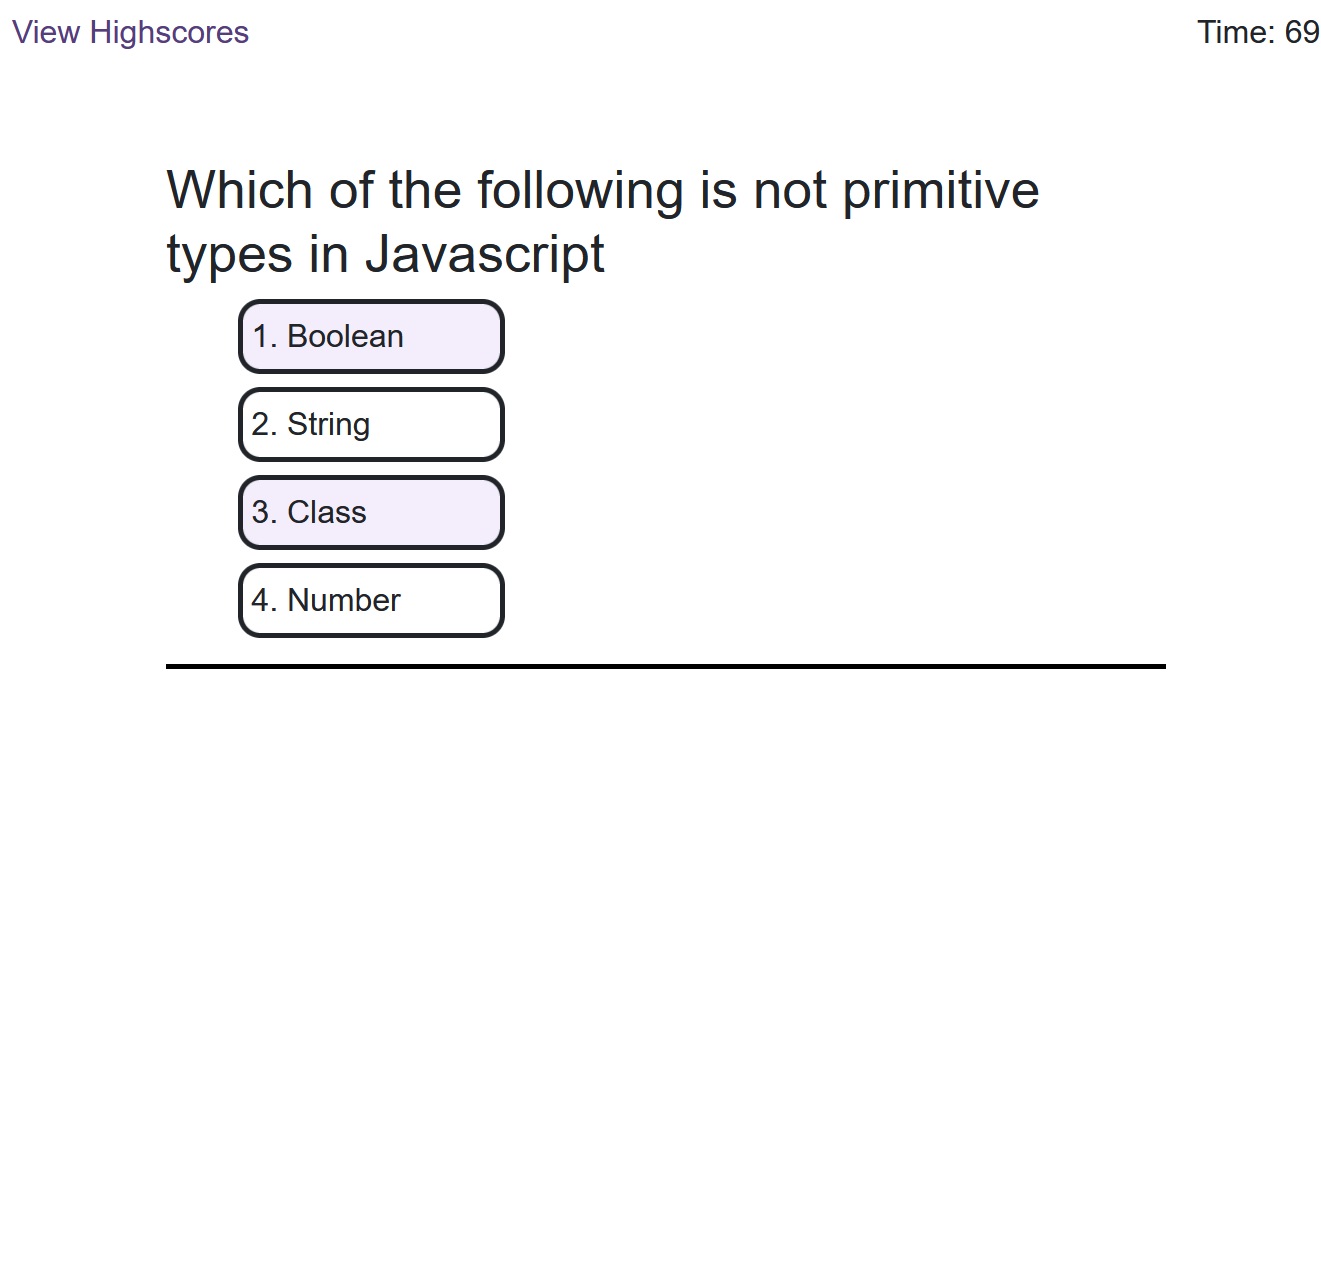 View Highscores
Time: 69
Which of the following is not primitive
types in Javascript
1. Boolean
2. String
3. Class
4. Number